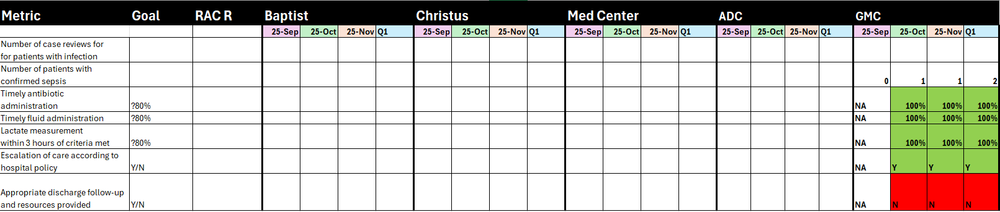 Metric Goal RAC R Baptist Christus Med Center ADC GMC
25-Sep 25-Oct 25-Nov Q1 25-Sep 25-Oct 25-Nov Q1 25-Sep 25-Oct 25-Nov Q1 25-Sep 25-Oct 25-Nov Q1 25-Sep 25-Oct 25-Nov Q1
Number of case reviews for
for patients with infection
Number of patients with
confirmed sepsis 0 1 1 2
Timely antibiotic
administration ?80% NA 100% 100% 100%
Timely fluid administration ?80% NA 100% 100% 100%
Lactate measurement
within 3 hours of criteria met ?80% NA 100% 100% 100%
Escalation of care according to
hospital policy Y/N NA Y Y Y
Appropriate discharge follow-up
and resources provided Y/N NA N N N